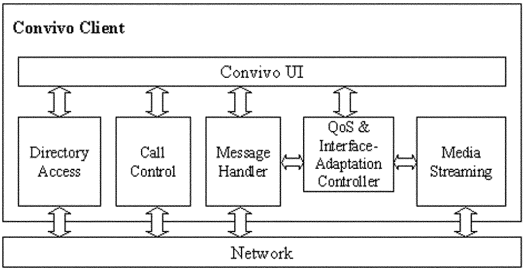 Convivo Client
Convivo UI
Directory
Access
Call
Control
Message
Handler
QoS &
Interface-
Adaptation
Controller
Media
Streaming
Network